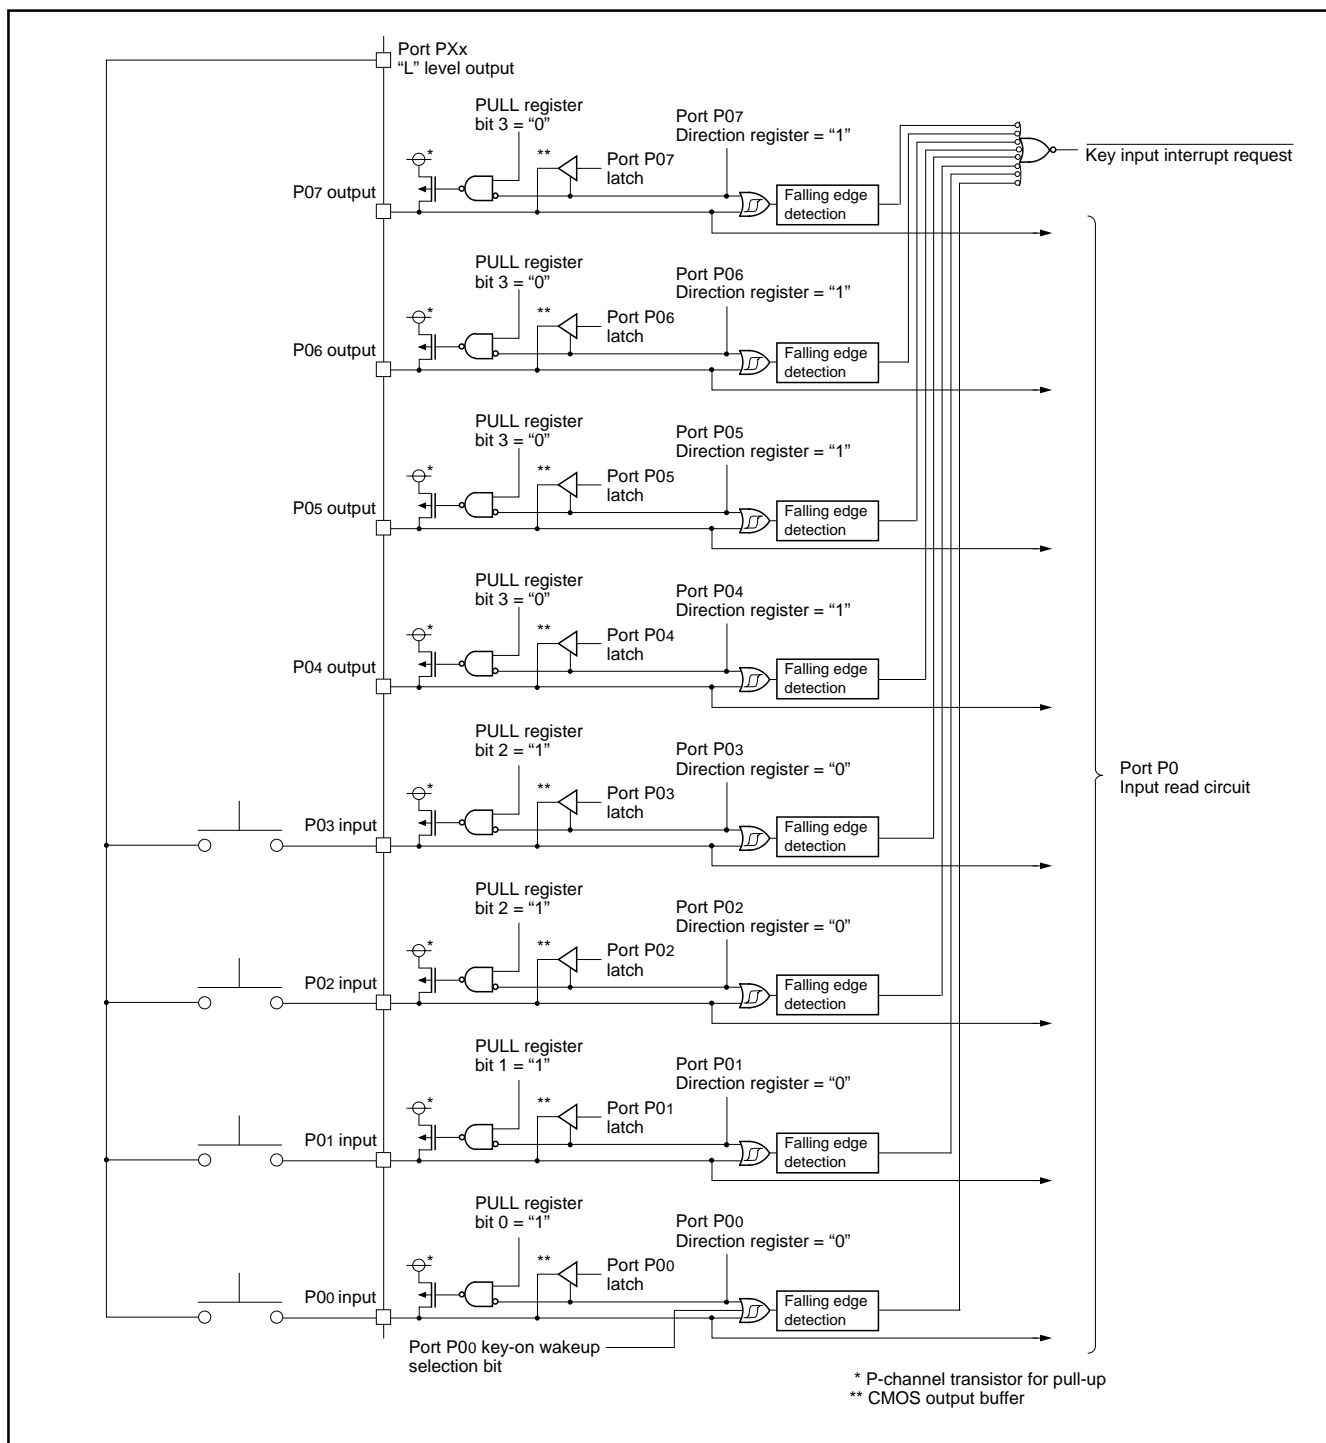 Port PXx
“L” level output
PULL register
bit 3 = “0”
Port P07
Direction register = “1”
*
**
Port P07
latch
Key input interrupt request
P07 output
Falling edge
detection
PULL register
bit 3 = “0”
Port P06
Direction register = “1”
*
**
Port P06
latch
P06 output
Falling edge
detection
PULL register
bit 3 = “0”
Port P05
Direction register = “1”
*
**
Port P05
latch
P05 output
Falling edge
detection
PULL register
bit 3 = “0”
Port P04
Direction register = “1”
*
**
Port P04
latch
P04 output
Falling edge
detection
PULL register
bit 2 = “1”
Port P03
Direction register = “0”
*
**
Port P03
latch
P03 input
Falling edge
detection
Port P0
Input read circuit
PULL register
bit 2 = “1”
Port P02
Direction register = “0”
*
**
Port P02
latch
P02 input
Falling edge
detection
PULL register
bit 1 = “1”
Port P01
Direction register = “0”
*
**
Port P01
latch
P01 input
Falling edge
detection
PULL register
bit 0 = “1”
Port P00
Direction register = “0”
*
**
Port P00
latch
P00 input
Falling edge
detection
Port P00 key-on wakeup
selection bit
* P-channel transistor for pull-up
** CMOS output buffer